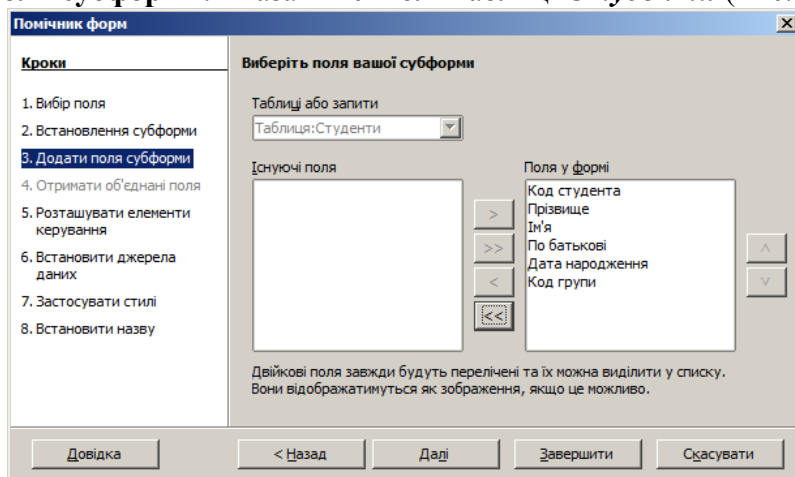 Помічник форм
Кроки
1. Вибір поля
2. Встановлення субформи
3. Додати поля субформи
4. Отримати об'єднані поля
5. Розташувати елементи
керування
6. Встановити джерела
даних
7. Застосувати стилі
8. Встановити назву
Виберіть поля вашої субформи
Таблиці або запити
Таблиця:Студенти
Існуючі поля
Поля у формі
Код студента
Прізвище
Ім'я
По батькові
Дата народження
Код групи
>
>>
<
<<
Двійкові поля завжди будуть перелічені та їх можна виділити у списку.
Вони відображатимуться як зображення, якщо це можливо.
Довідка
< Назад
Далі
Завершити
Скасувати